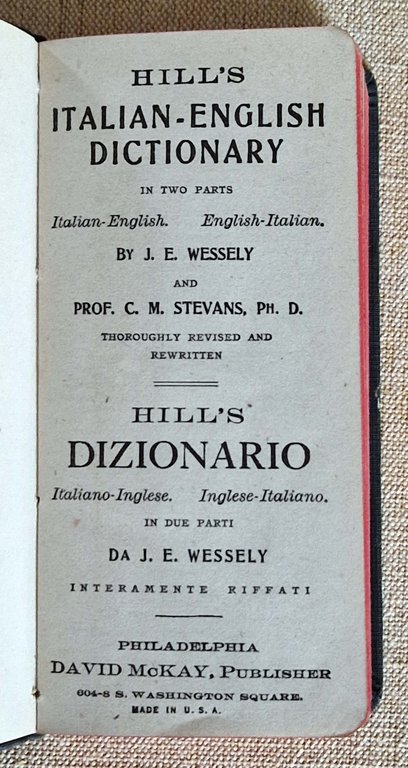 HILL'S
ITALIAN-ENGLISH
DICTIONARY
IN TWO PARTS
Italian-English. English-Italian.
BY J. E. WESSELY
AND
PROF. C. M. STEVANS, PH. D.
THOROUGHLY REVISED AND
REWRITTEN
HILL'S
DIZIONARIO
Italiano-Inglese. Inglese-Italiano.
IN DUE PARTI
DA J. E. WESSELY
INTERAMENTE RIFFATI
PHILADELPHIA
DAVID McKAY, PUBLISHER
604-8 S. WASHINGTON SQUARE.
MADE IN U. S. A.